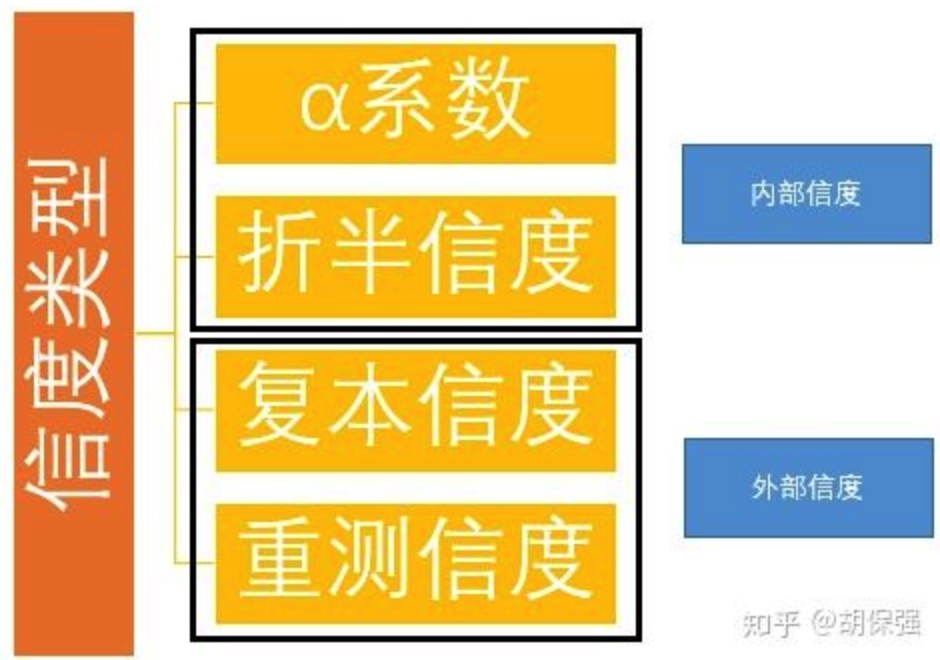 信度类型
α系数
折半信度
内部信度
复本信度
重测信度
外部信度
知乎 @胡保强